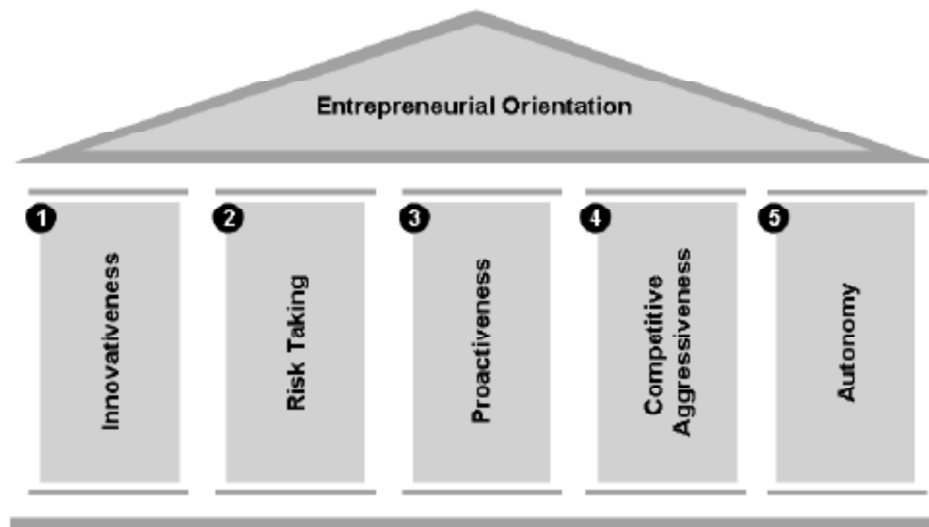 Entrepreneurial Orientation
1
Innovativeness
2
Risk Taking
3
Proactiveness
4
Competitive
Aggressiveness
5
Autonomy